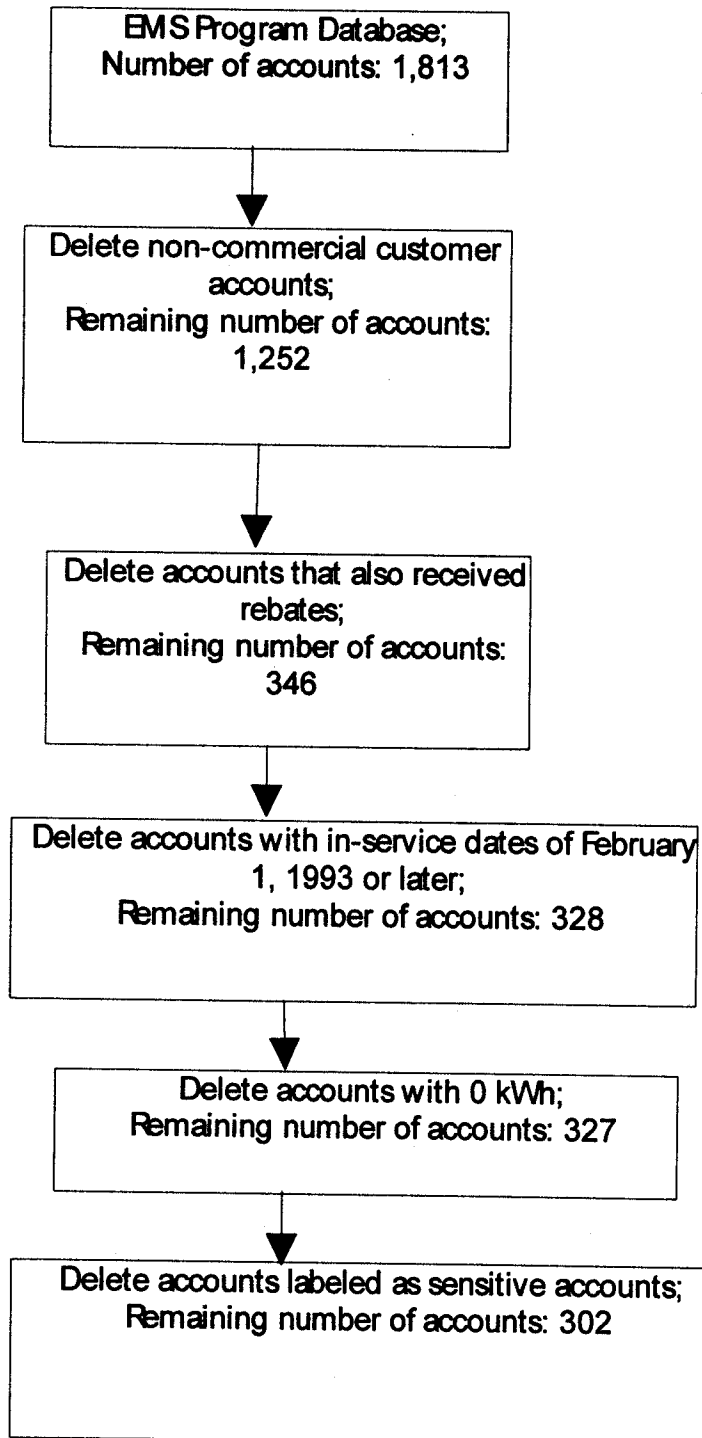 EMS Program Database;
Number of accounts: 1,813
Delete non-commercial customer
accounts;
Remaining number of accounts:
1,252
Delete accounts that also received
rebates;
Remaining number of accounts:
346
Delete accounts with in-service dates of February
1, 1993 or later;
Remaining number of accounts: 328
Delete accounts with 0 kWh;
Remaining number of accounts: 327
Delete accounts labeled as sensitive accounts;
Remaining number of accounts: 302